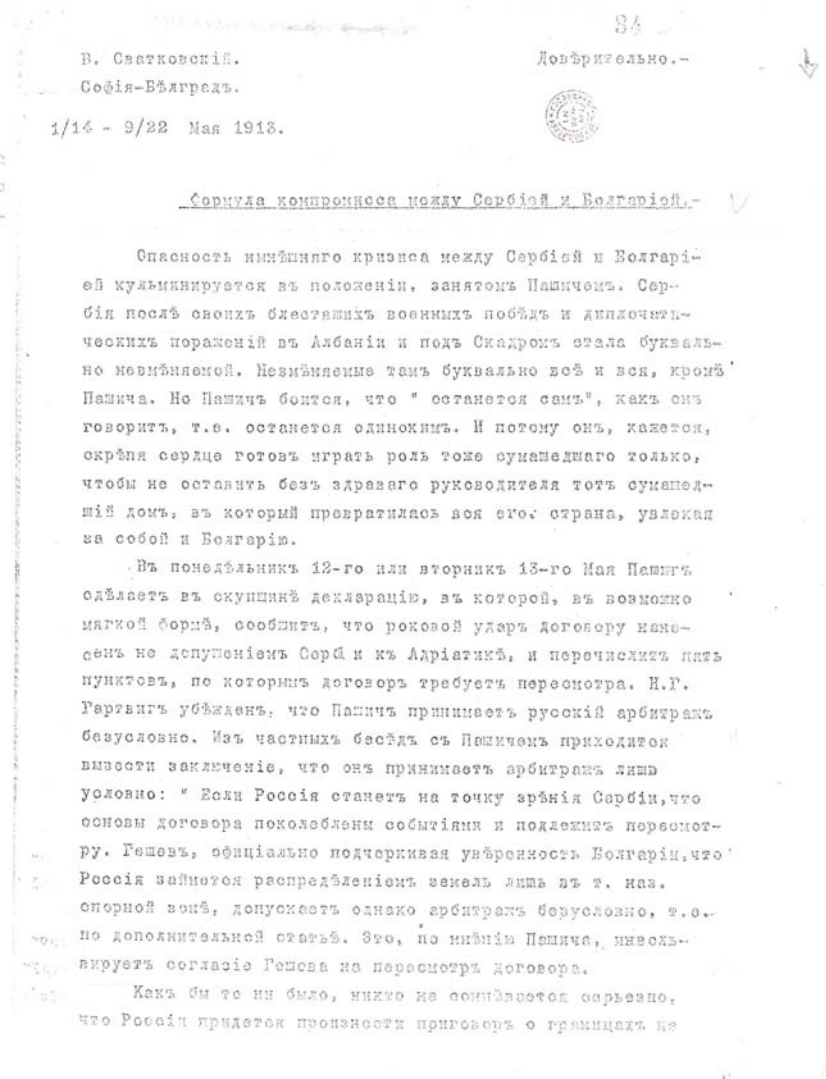 84
В. Сватковскій.
Довѣрительно.-
Софія-Бѣлградъ.
1/14 - 9/22 Мая 1913.
Формула компромисса между Сербіей и Болгаріей.-
Опасность нынѣшняго кризиса между Сербіей и Болгарі-
ей кульминируется въ положеніи, занятомъ Пашичемъ. Сер-
бія послѣ своихъ блестящихъ военныхъ побѣдъ и дипломати-
ческихъ пораженій въ Албаніи и подъ Скадромъ стала букваль-
но невмѣняемой. Невмѣняемые тамъ буквально всѣ и вся, кромѣ
Пашича. Но Пашичъ боится, что " останется самъ", какъ онъ
говоритъ, т.е. останется одинокимъ. И потому онъ, кажется,
скрѣпя сердце готовъ играть роль тоже сумашедшаго только,
чтобы не оставить безъ здраваго руководителя тотъ сумашед-
шій домъ, въ который превратилась вся его страна, увлекая
за собой и Болгарію.
Въ понедѣльникъ 12-го или вторникъ 13-го Мая Пашичъ
сдѣлаетъ въ скупшинѣ декларацію, въ которой, въ возможно
мягкой формѣ, сообщитъ, что роковой ударъ договору нане-
сенъ не допущеніемъ Сербіи къ Адріатикѣ, и перечислитъ пять
пунктовъ, по которымъ договоръ требуетъ пересмотра. Н.Г.
Гартвигъ убѣжденъ, что Пашичъ принимаетъ русскій арбитражъ
безусловно. Изъ частныхъ бесѣдъ съ Пашичемъ приходится
вывести заключеніе, что онъ принимаетъ арбитражъ лишь
условно: " Если Россія станетъ на точку зрѣнія Сербіи,что
основы договора поколеблены событіями и подлежитъ пересмот-
ру. Гешевъ, официально подчеркивая увѣренность Болгаріи,что
Россія займется распредѣленіемъ земель лишь въ т. наз.
спорной зонѣ, допускаетъ однако арбитражъ безусловно, т.е.
по дополнительной статьѣ. Это, по мнѣнію Пашича, инволь-
вируетъ согласіе Гешева на пересмотръ договора.
Какъ бы то ни было, никто не сомнѣвается серьезно,
что Россіи придется произнести приговоръ о границахъ не